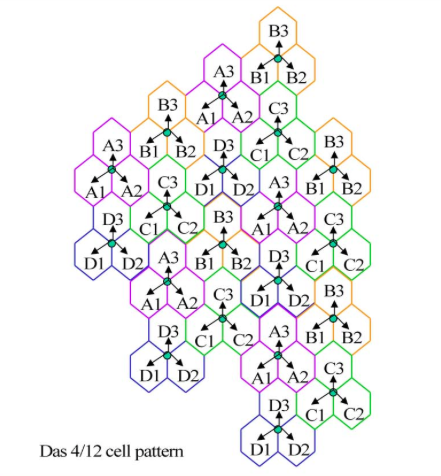 B3
B1 B2
A3
A1 A2
B3
B1 B2
C3
C1 C2
A3
A1 A2
D3
D1 D2
B3
B1 B2
C3
C1 C2
A3
A1 A2
D3
D1 D2
B3
B1 B2
C3
C1 C2
A3
A1 A2
D3
D1 D2
C3
C1 C2
B3
B1 B2
D3
D1 D2
A3
A1 A2
C3
C1 C2
D3
D1 D2
Das 4/12 cell pattern